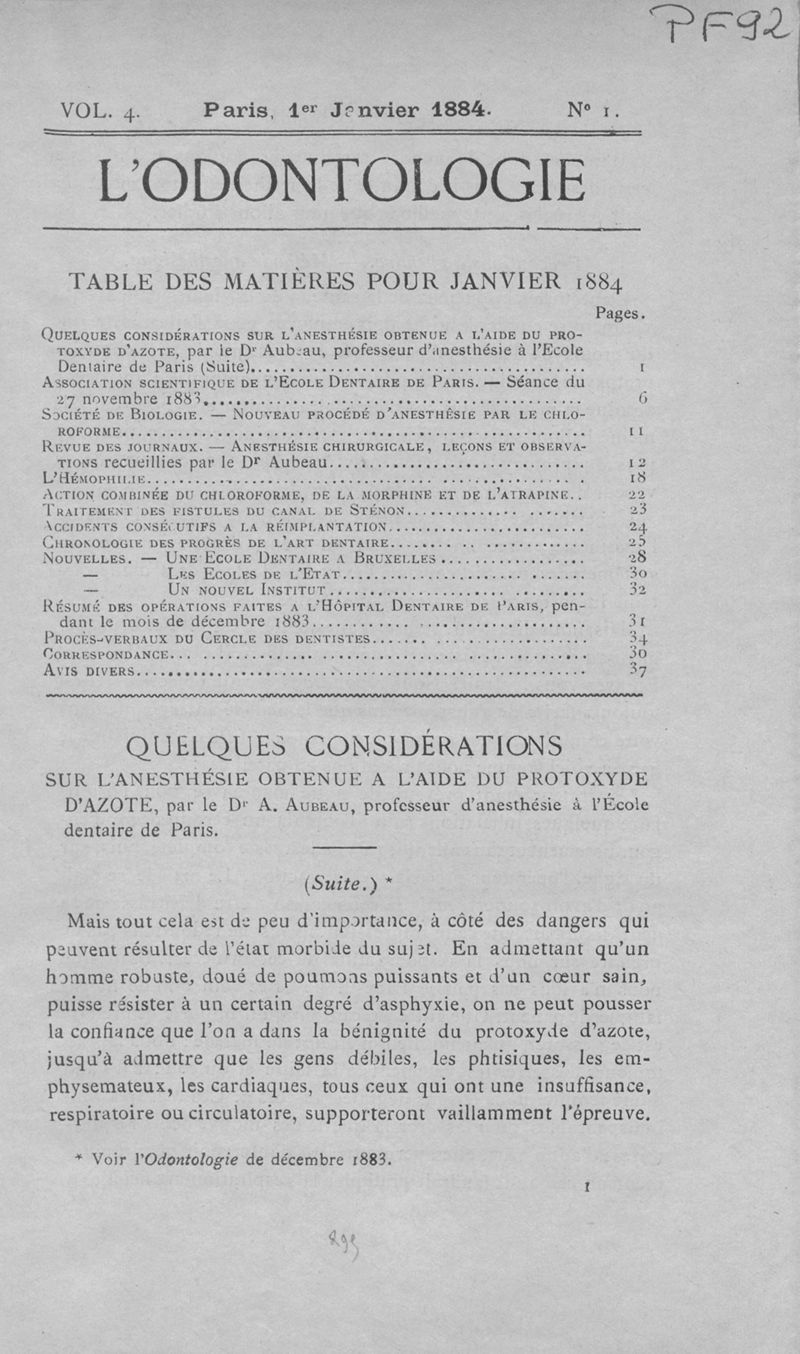 PF92
VOL. 4. Paris, 1er Janvier 1884. N° 1.
L'ODONTOLOGIE
TABLE DES MATIÈRES POUR JANVIER 1884
Pages.
QUELQUES CONSIDÉRATIONS SUR L'ANESTHÉSIE OBTENUE A L'AIDE DU PRO-
TOXYDE D'AZOTE, par le Dr Aubeau, professeur d'anesthésie à l'Ecole
Dentaire de Paris (Suite) 1
ASSOCIATION SCIENTIFIQUE DE L'ECOLE DENTAIRE DE PARIS. — Séance du
27 novembre 1883 6
SOCIÉTÉ DE BIOLOGIE. — NOUVEAU PROCÉDÉ D'ANESTHÉSIE PAR LE CHLO-
ROFORME 11
REVUE DES JOURNAUX. — ANESTHÉSIE CHIRURGICALE, LEÇONS ET OBSERVA-
TIONS recueillies par le Dr Aubeau 12
L'HÉMOPHILIE 18
ACTION COMBINÉE DU CHLOROFORME, DE LA MORPHINE ET DE L'ATRAPINE 22
TRAITEMENT DES FISTULES DU CANAL DE STÉNON 23
ACCIDENTS CONSÉCUTIFS A LA RÉIMPLANTATION 24
CHRONOLOGIE DES PROGRÈS DE L'ART DENTAIRE 25
NOUVELLES. — UNE ECOLE DENTAIRE A BRUXELLES 28
— LES ECOLES DE L'ETAT 30
— UN NOUVEL INSTITUT 32
RÉSUMÉ DES OPÉRATIONS FAITES A L'HÔPITAL DENTAIRE DE PARIS, pen-
dant le mois de décembre 1883 31
PROCÈS-VERBAUX DU CERCLE DES DENTISTES 34
CORRESPONDANCE 30
AVIS DIVERS 37
QUELQUES CONSIDÉRATIONS
SUR L'ANESTHÉSIE OBTENUE A L'AIDE DU PROTOXYDE
D'AZOTE, par le Dr A. AUBEAU, professeur d'anesthésie à l'École
dentaire de Paris.
(Suite.) *
Mais tout cela est de peu d'importance, à côté des dangers qui
peuvent résulter de l'état morbide du sujet. En admettant qu'un
homme robuste, doué de poumons puissants et d'un cœur sain,
puisse résister à un certain degré d'asphyxie, on ne peut pousser
la confiance que l'on a dans la bénignité du protoxyde d'azote,
jusqu'à admettre que les gens débiles, les phtisiques, les em-
physemateux, les cardiaques, tous ceux qui ont une insuffisance,
respiratoire ou circulatoire, supporteront vaillamment l'épreuve.
* Voir l'Odontologie de décembre 1883.
1